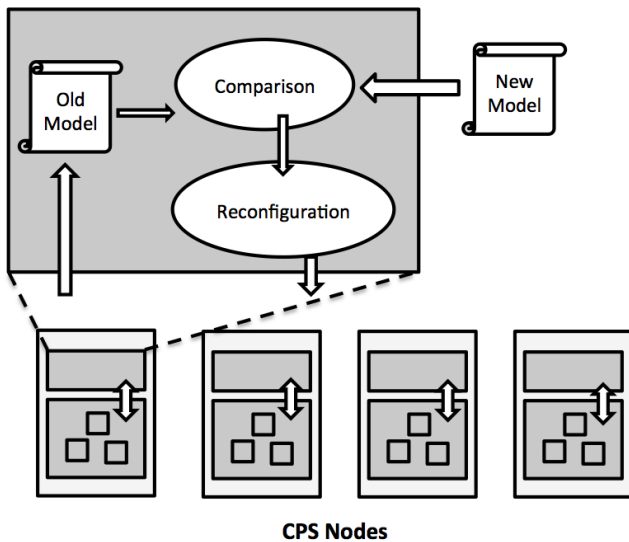 Old
Model
Comparison
New
Model
Reconfiguration
CPS Nodes